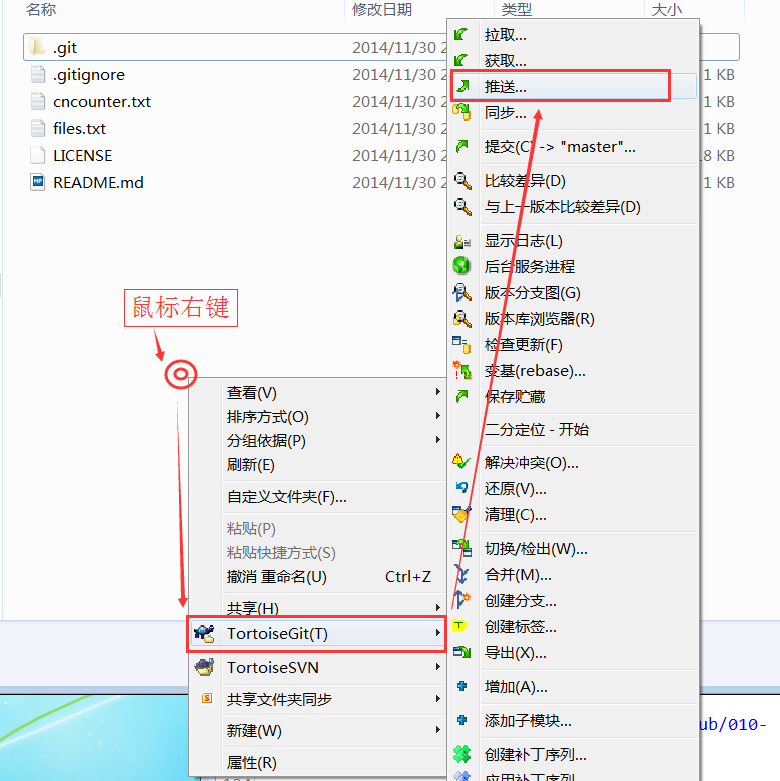 名称 修改日期 类型 大小
.git 2014/11/30 2
.gitignore 2014/11/30 2 1 KB
cncounter.txt 2014/11/30 2 1 KB
files.txt 2014/11/30 2 1 KB
LICENSE 2014/11/30 2 .8 KB
README.md 2014/11/30 2 1 KB
鼠标右键
查看(V)
排序方式(O)
分组依据(P)
刷新(E)
自定义文件夹(F)...
粘贴(P)
粘贴快捷方式(S)
撤消 重命名(U) Ctrl+Z
共享(H)
TortoiseGit(T)
TortoiseSVN
共享文件夹同步
新建(W)
属性(R)
拉取...
获取...
推送...
同步...
提交(C) -> "master"...
比较差异(D)
与上一版本比较差异(D)
显示日志(L)
后台服务进程
版本分支图(G)
版本库浏览器(R)
检查更新(F)
变基(rebase)...
保存贮藏
二分定位 - 开始
解决冲突(O)...
还原(V)...
清理(C)...
切换/检出(W)...
合并(M)...
创建分支...
创建标签...
导出(X)...
增加(A)...
添加子模块...
创建补丁序列...
应用补丁序列
ub/010-